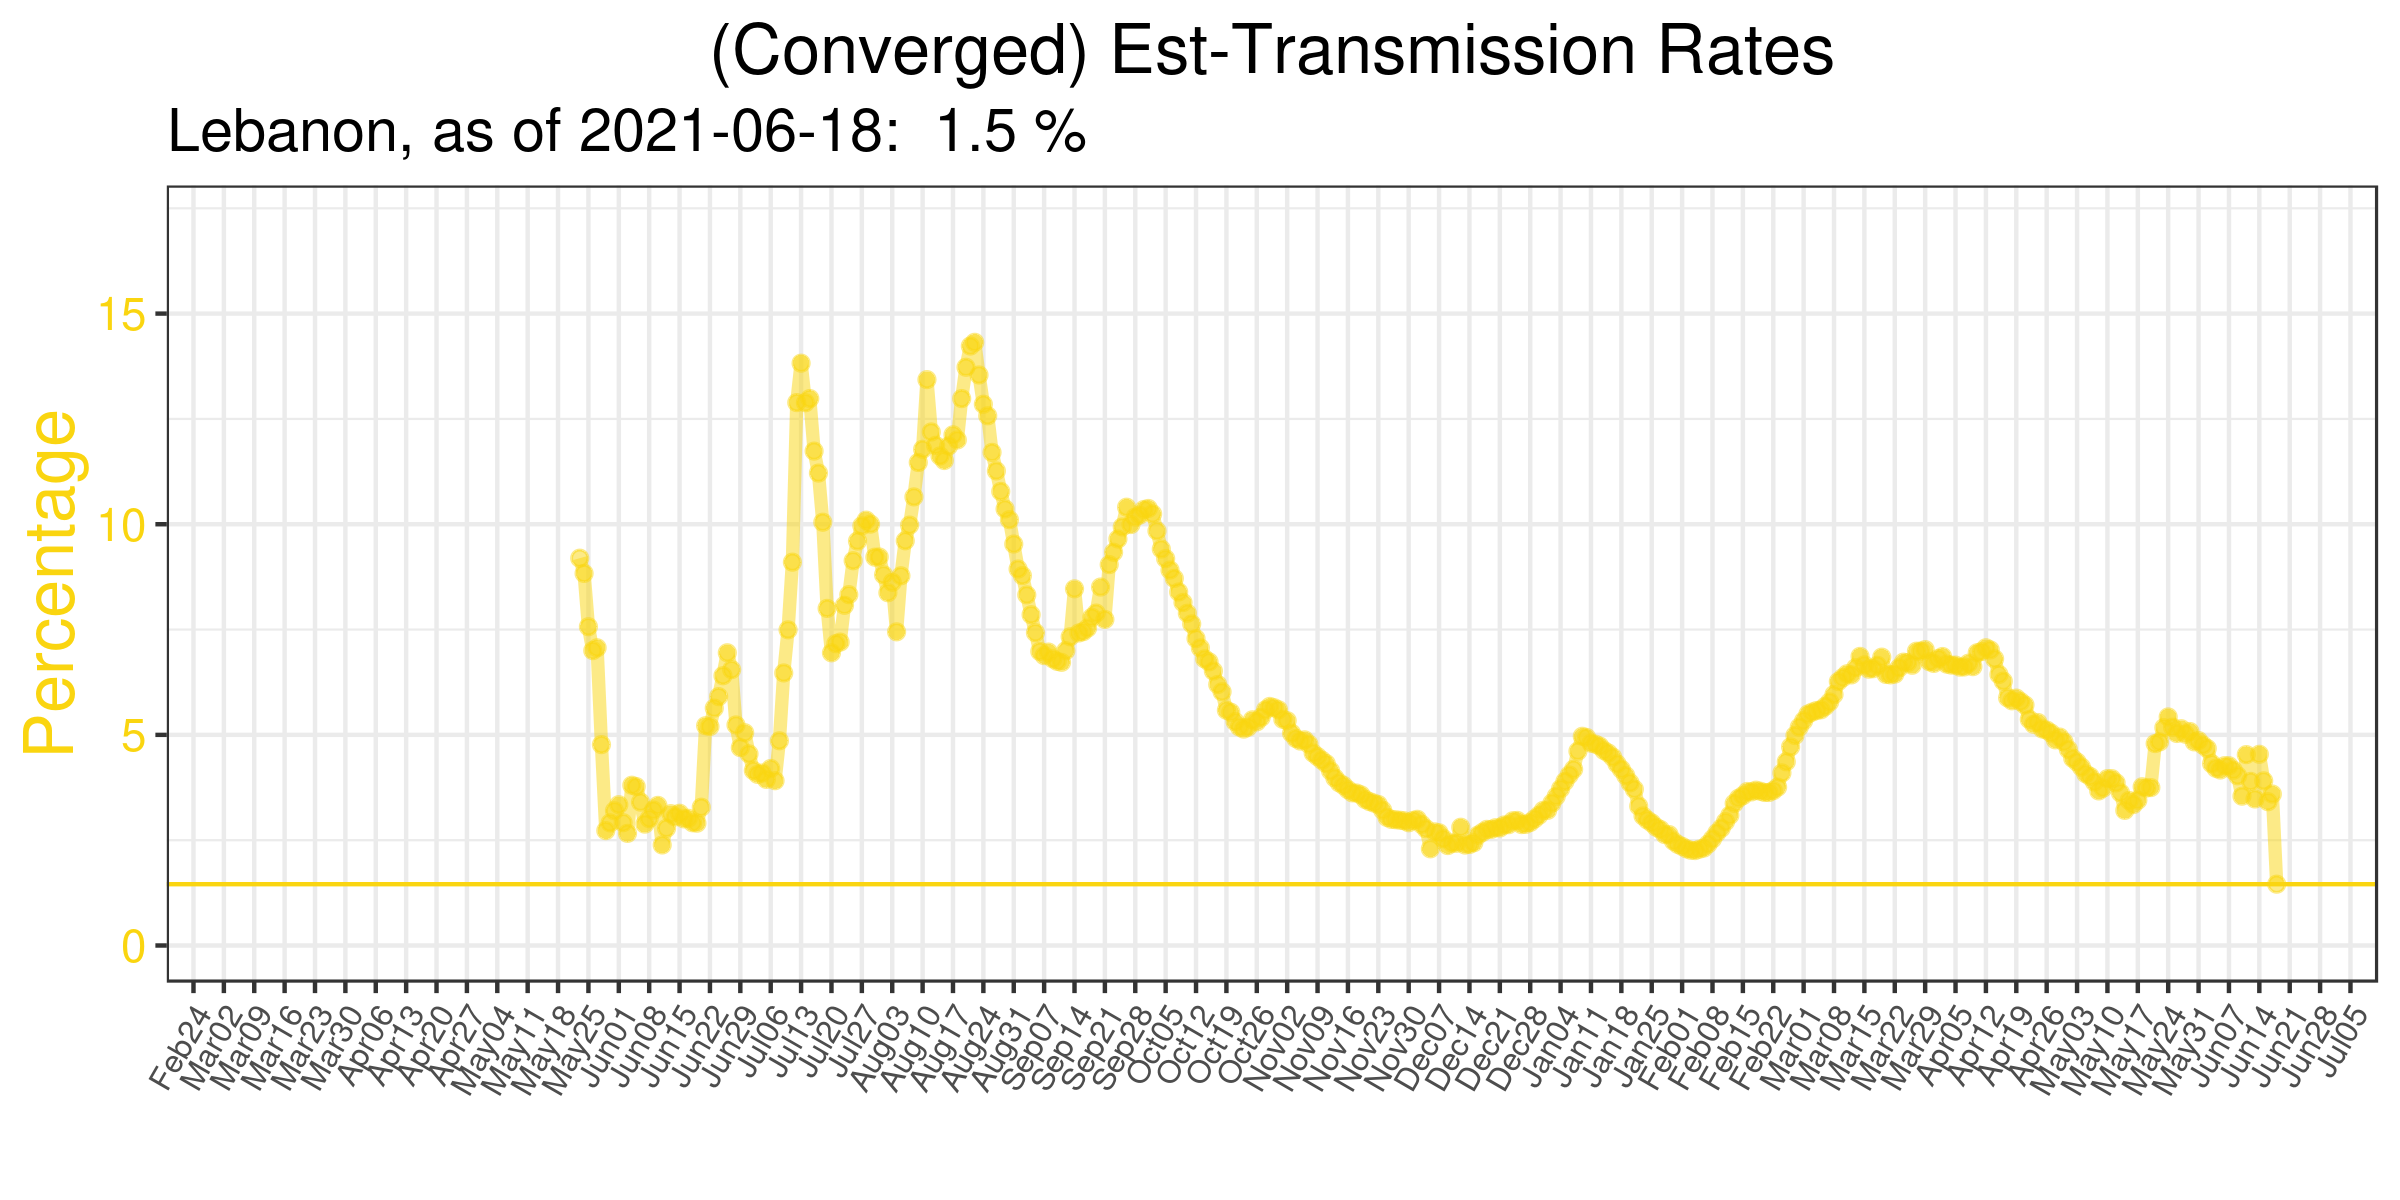 (Converged) Est-Transmission Rates
Lebanon, as of 2021-06-18:  1.5 %
Percentage
15
10
5
0
Feb24
Mar02
Mar09
Mar16
Mar23
Mar30
Apr06
Apr13
Apr20
Apr27
May04
May11
May18
May25
Jun01
Jun08
Jun15
Jun22
Jun29
Jul06
Jul13
Jul20
Jul27
Aug03
Aug10
Aug17
Aug24
Aug31
Sep07
Sep14
Sep21
Sep28
Oct05
Oct12
Oct19
Oct26
Nov02
Nov09
Nov16
Nov23
Nov30
Dec07
Dec14
Dec21
Dec28
Jan04
Jan11
Jan18
Jan25
Feb01
Feb08
Feb15
Feb22
Mar01
Mar08
Mar15
Mar22
Mar29
Apr05
Apr12
Apr19
Apr26
May03
May10
May17
May24
May31
Jun07
Jun14
Jun21
Jun28
Jul05